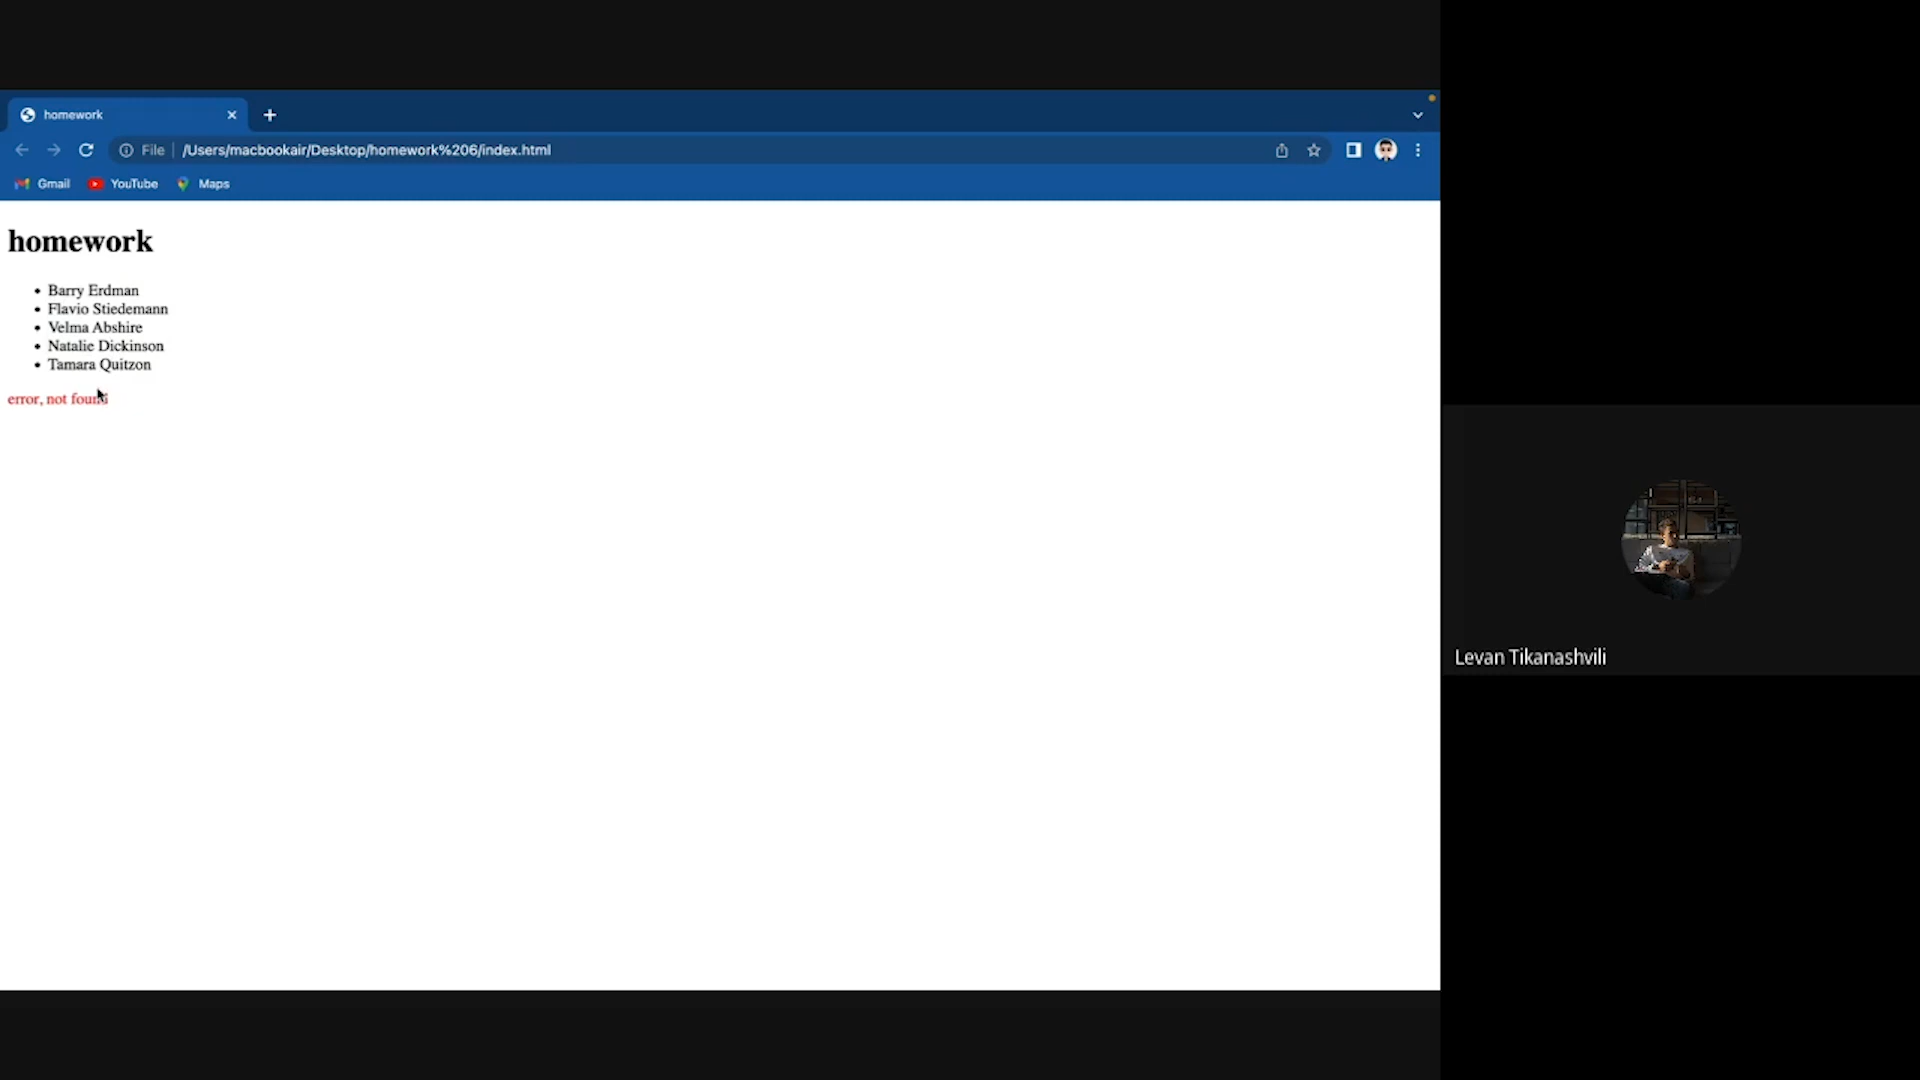 homework
File
/Users/macbookair/Desktop/homework%206/index.html
Gmail
YouTube
Maps
homework
Barry Erdman
Flavio Stiedemann
Velma Abshire
Natalie Dickinson
Tamara Quitzon
error, not found
Levan Tikanashvili